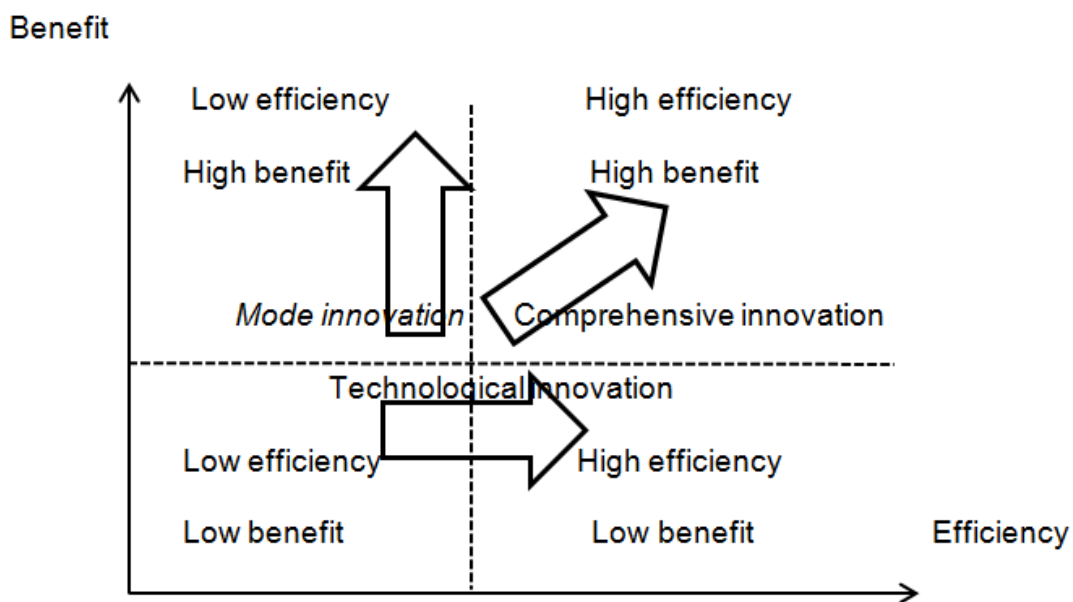 Benefit
Low efficiency
High efficiency
High benefit
High benefit
Mode innovation
Comprehensive innovation
Technological innovation
Low efficiency
High efficiency
Low benefit
Low benefit
Efficiency